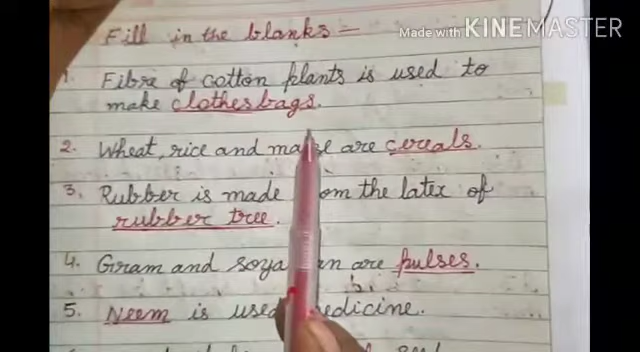 Made with KINEMASTER
Fill in the blanks —
1. Fibre of cotton plants is used to
make clothes bags.
2. Wheat, rice and are cereals.
3. Rubber is made the latex of
rubber tree.
4. Gram and are pulses.
5. Neem is used medicine.